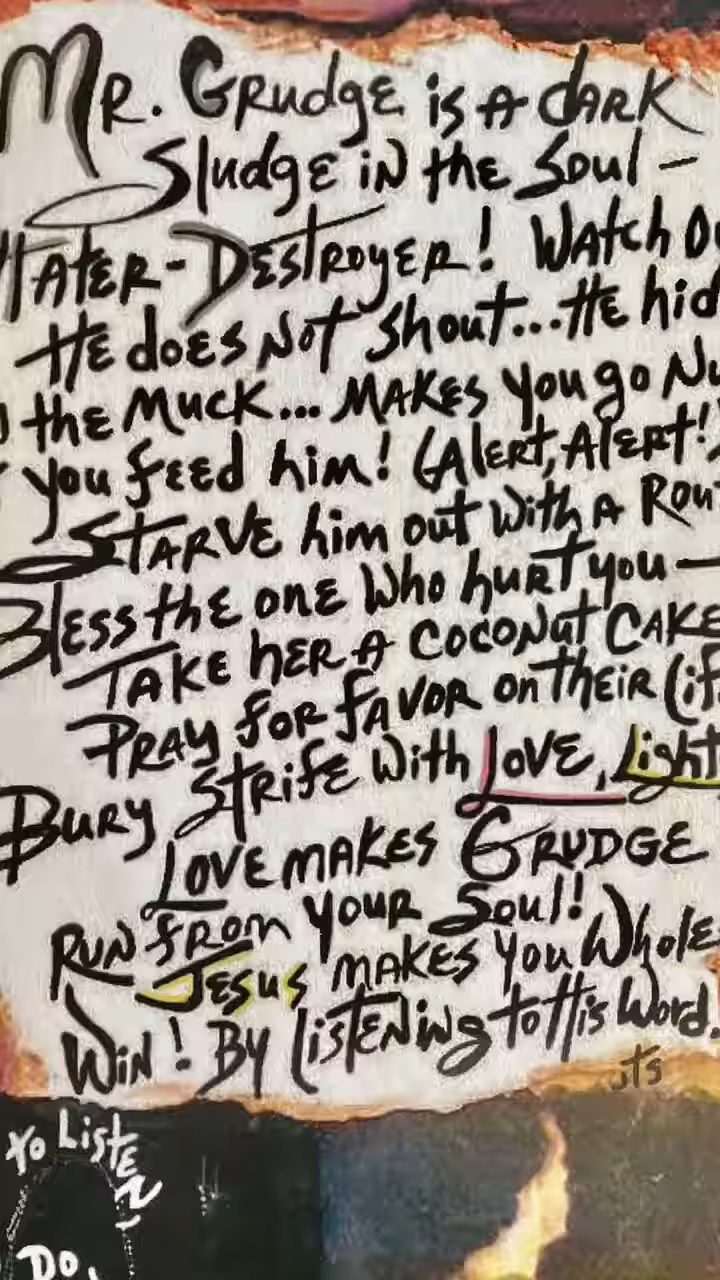 Mr. Grudge is a dark
Sludge in the Soul –
Hater-Destroyer! Watch
He does not shout... He
the Muck... Makes you go
you feed him! (Alert, Alert!)
Starve him out with a
Bless the one who hurt you —
Take her a coconut cake
Pray for favor on their (if
Bury strife with Love, Light
Love makes Grudge
Run from your Soul!
Jesus makes you Whole
Win! By Listening to His Word.
jts
to Listen
Do,